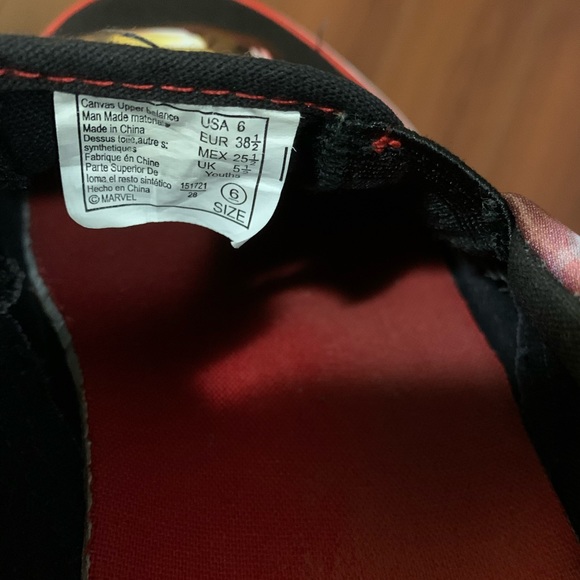 Canvas Upper balance
Man Made materials
Made in China
Dessus toile, autre s:
synthetiques
Fabriqué én Chine
Parte Superior De
loma, el resto sintético
Hecho en China
©MARVEL
151721
28
USA 6
EUR 38½
MEX 25½
UK 5½
Youths
6
SIZE